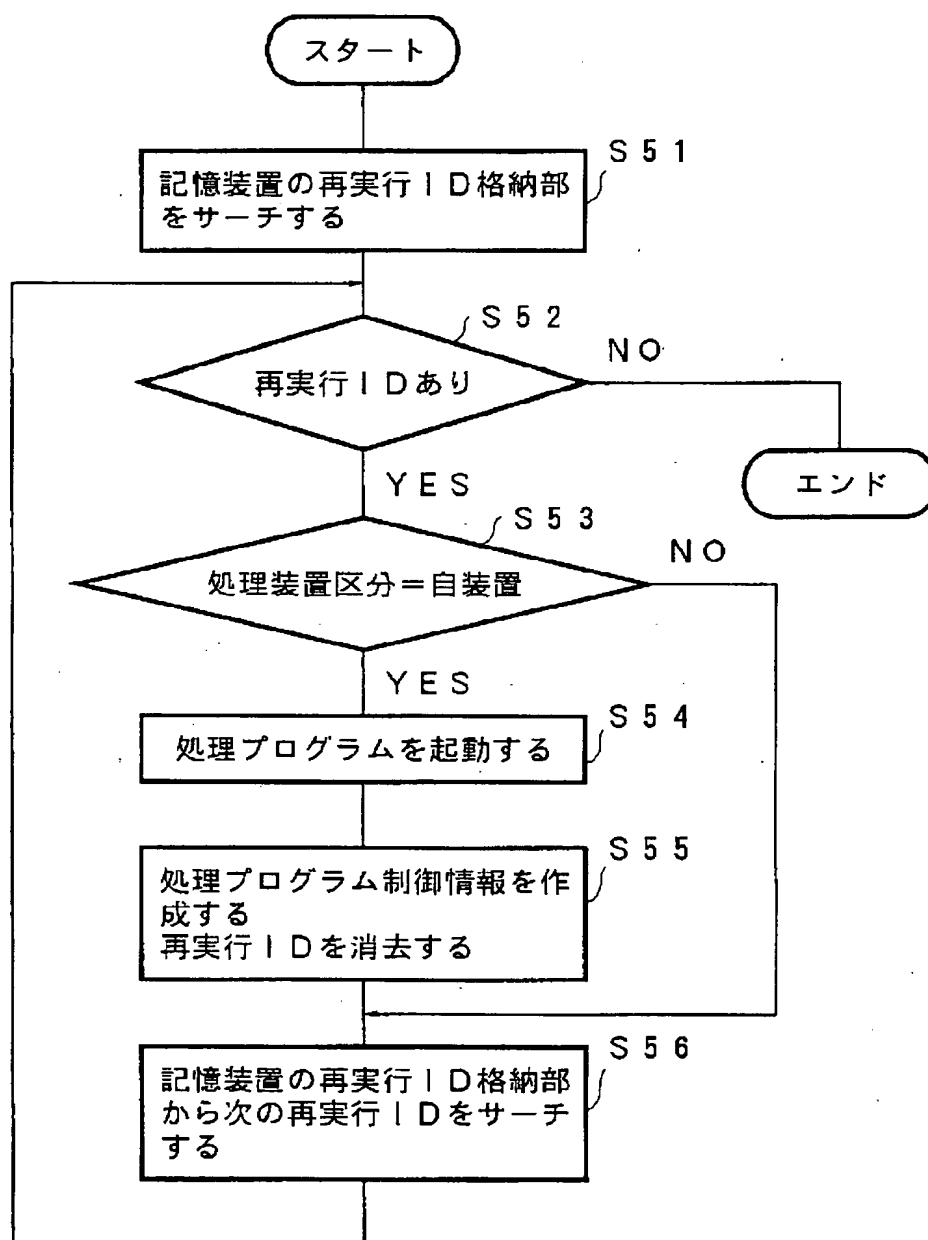 スタート
S51
記憶装置の再実行ID格納部
をサーチする
S52
NO
再実行IDあり
エンド
YES
S53
NO
処理装置区分=自装置
YES
S54
処理プログラムを起動する
S55
処理プログラム制御情報を作
成する
再実行IDを消去する
S56
記憶装置の再実行ID格納部
から次の再実行IDをサーチ
する